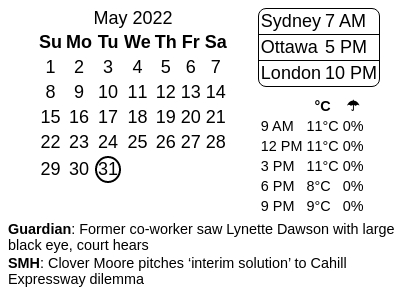 May 2022
Su Mo Tu We Th Fr Sa
1 2 3 4 5 6 7
8 9 10 11 12 13 14
15 16 17 18 19 20 21
22 23 24 25 26 27 28
29 30 31
Sydney 7 AM
Ottawa 5 PM
London 10 PM
°C ☂
9 AM 11°C 0%
12 PM 11°C 0%
3 PM 11°C 0%
6 PM 8°C 0%
9 PM 9°C 0%
Guardian: Former co-worker saw Lynette Dawson with large
black eye, court hears
SMH: Clover Moore pitches ‘interim solution’ to Cahill
Expressway dilemma